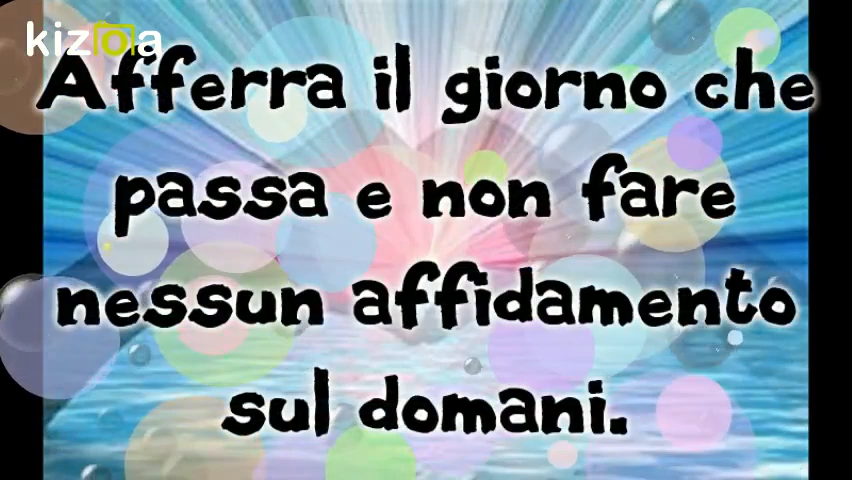 kizoa
Afferra il giorno che
passa e non fare
nessun affidamento
sul domani.